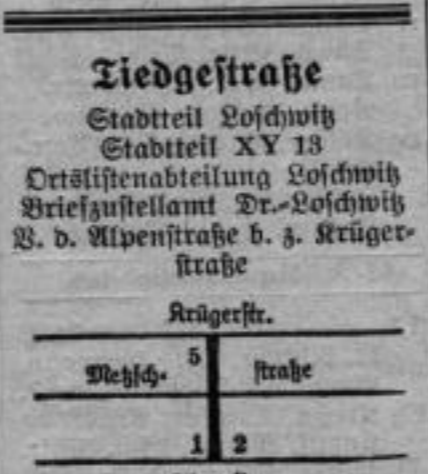 Tiedgestraße
Stadtteil Loschwitz
Stadtteil XY 13
Ortslistenabteilung Loschwitz
Briefzustellamt Dr.-Loschwitz
V. d. Alpenstraße b. z. Krüger-
straße
Krügerstr.
Metzsch- 5 straße
1 2